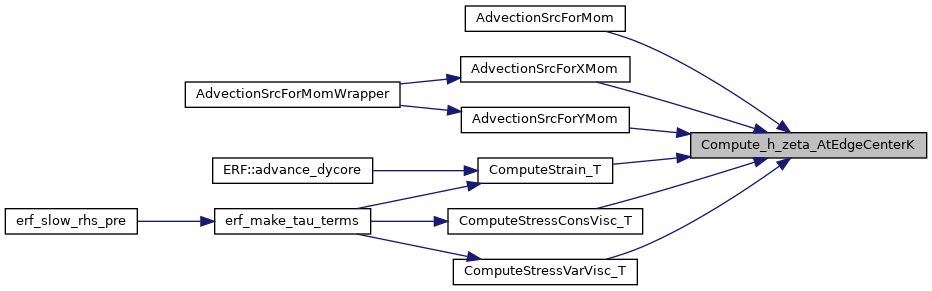 AdvectionSrcForMom
AdvectionSrcForXMom
AdvectionSrcForMomWrapper
AdvectionSrcForYMom
Compute_h_zeta_AtEdgeCenterK
ERF::advance_dycore
ComputeStrain_T
erf_slow_rhs_pre
erf_make_tau_terms
ComputeStressConsVisc_T
ComputeStressVarVisc_T